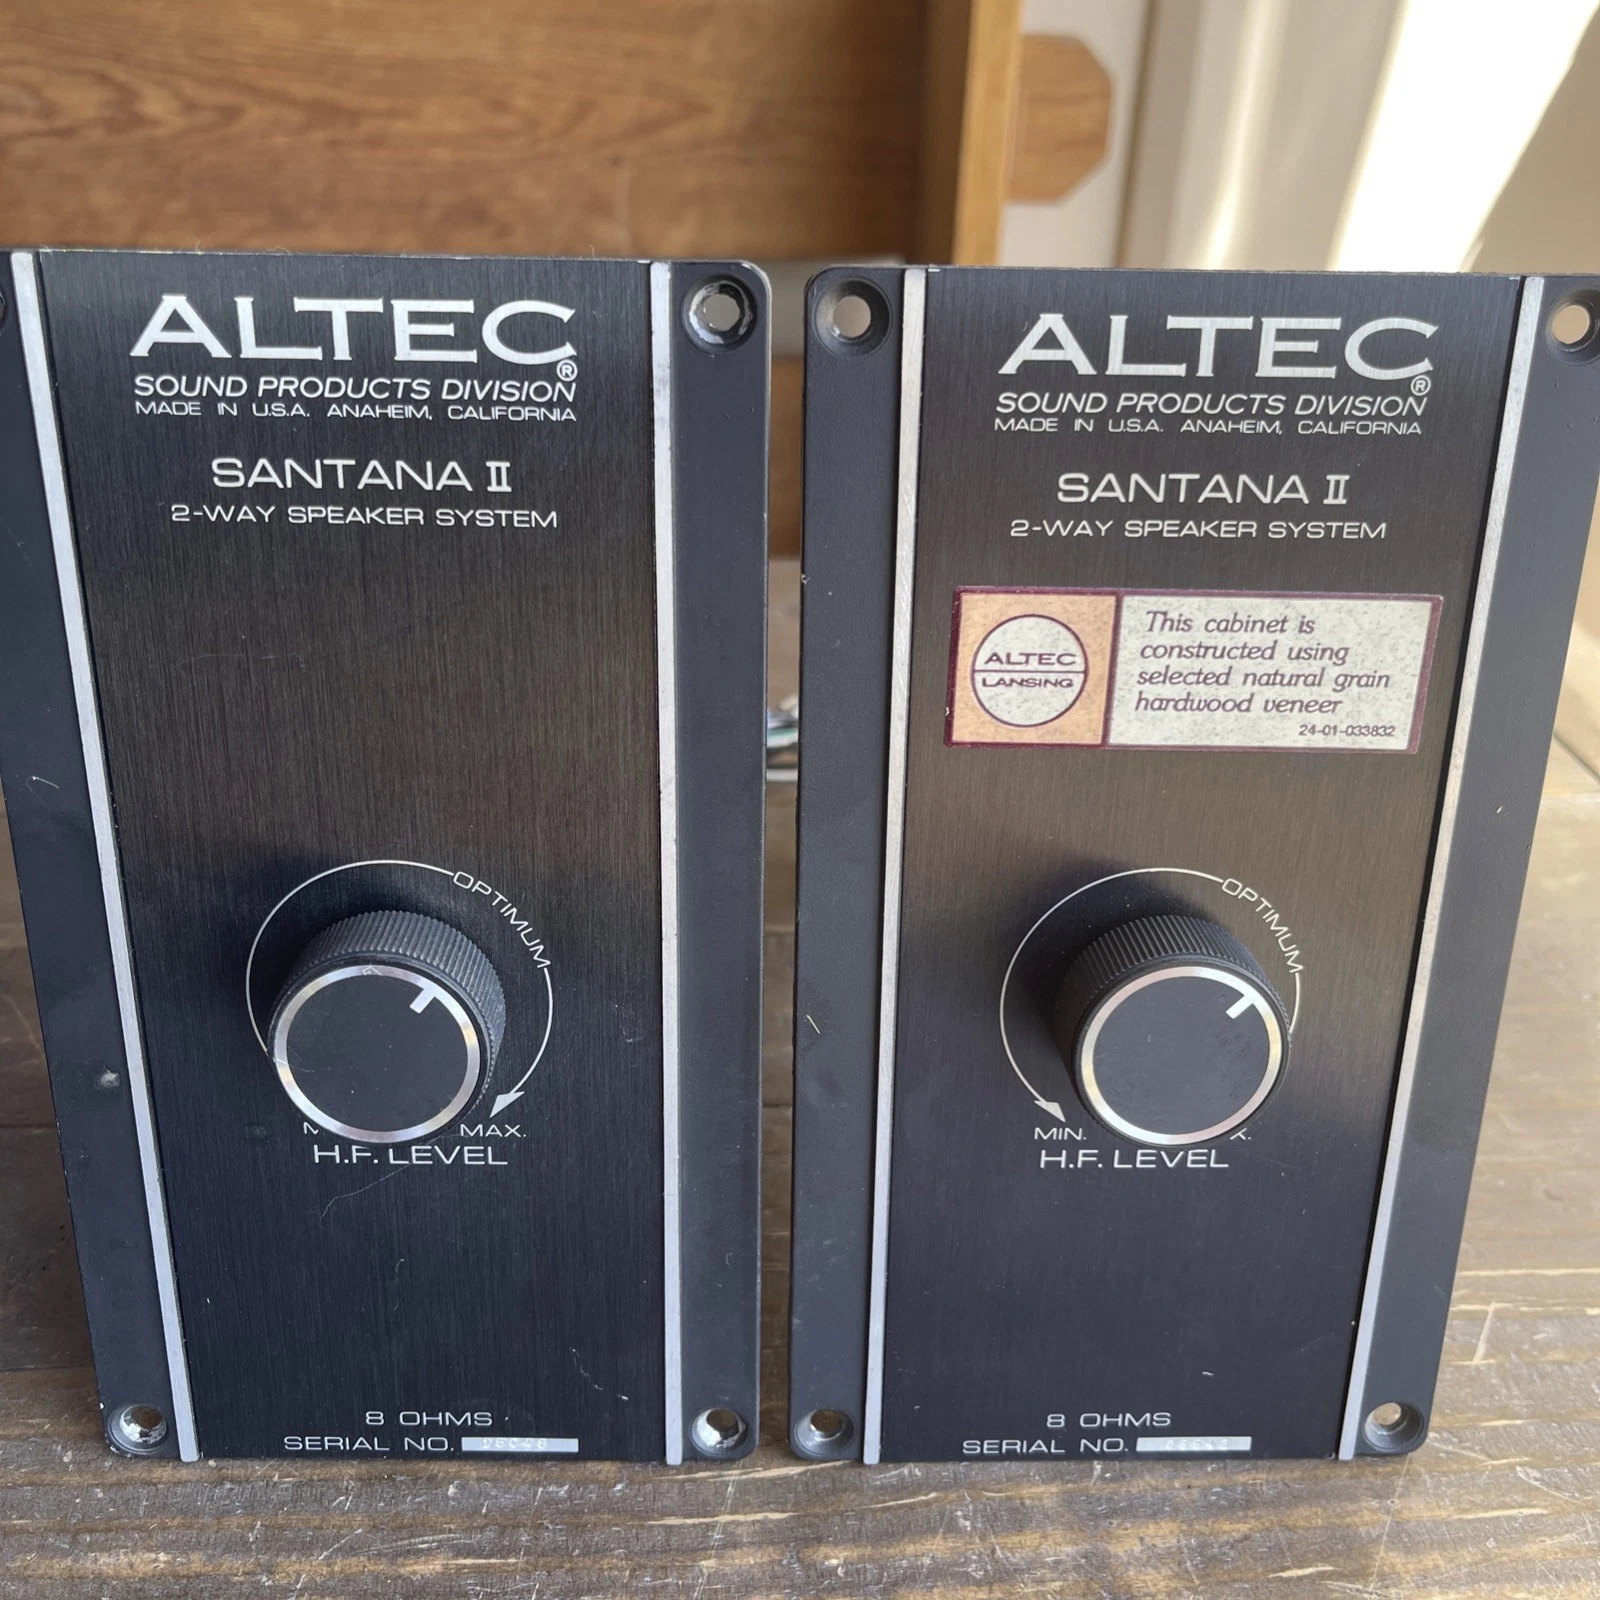 ALTEC®
SOUND PRODUCTS DIVISION
MADE IN U.S.A. ANAHEIM, CALIFORNIA
SANTANA II
2-WAY SPEAKER SYSTEM
OPTIMUM
MAX.
H.F. LEVEL
8 OHMS
SERIAL NO.
ALTEC®
SOUND PRODUCTS DIVISION
MADE IN U.S.A. ANAHEIM, CALIFORNIA
SANTANA II
2-WAY SPEAKER SYSTEM
ALTEC
LANSING
This cabinet is
constructed using
selected natural grain
hardwood veneer
24-01-033832
OPTIMUM
MIN.
H.F. LEVEL
8 OHMS
SERIAL NO.